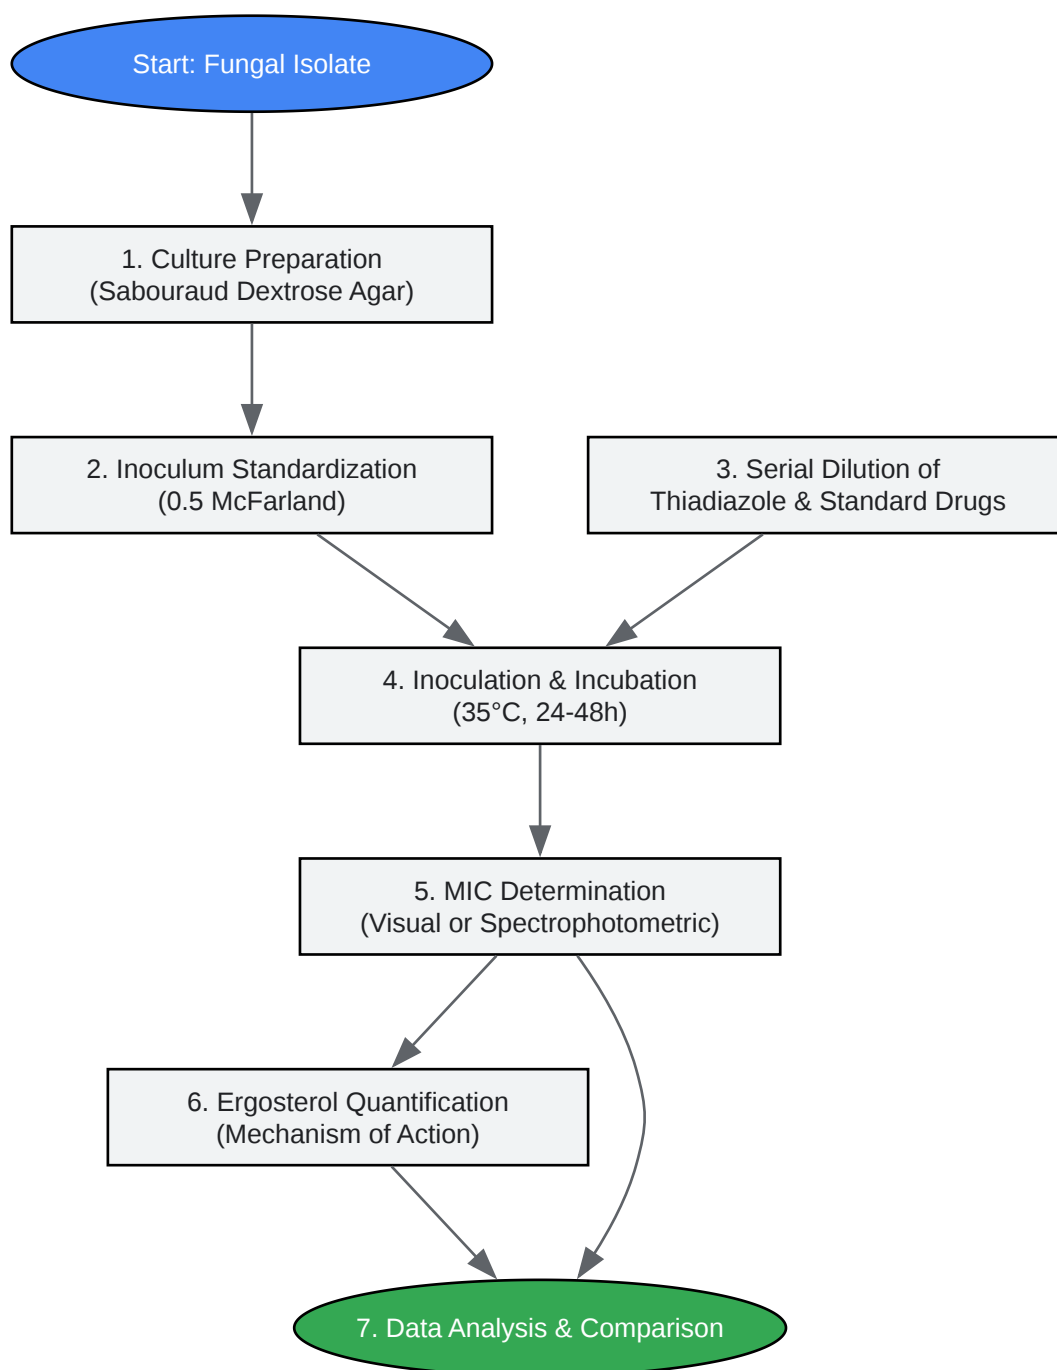 Start: Fungal Isolate
1. Culture Preparation
(Sabouraud Dextrose Agar)
2. Inoculum Standardization
(0.5 McFarland)
3. Serial Dilution of
Thiadiazole & Standard Drugs
4. Inoculation & Incubation
(35°C, 24-48h)
5. MIC Determination
(Visual or Spectrophotometric)
6. Ergosterol Quantification
(Mechanism of Action)
7. Data Analysis & Comparison